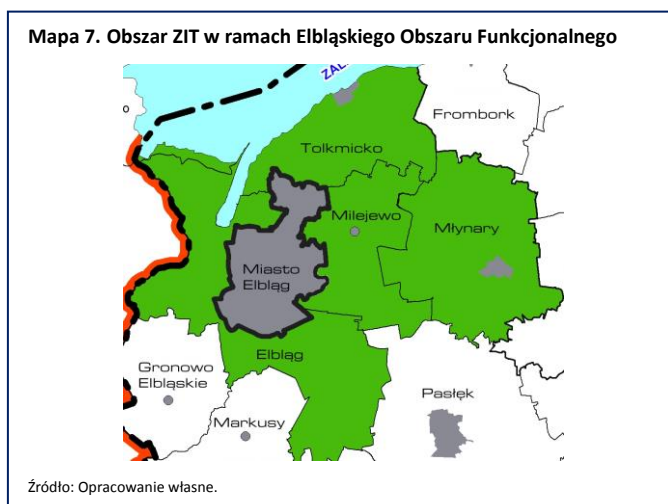 Mapa 7. Obszar ZIT w ramach Elbląskiego Obszaru Funkcjonalnego
Frombork
Tolkmicko
Milejewo
Młynary
Miasto
Elbląg
Elbląg
Gronowo
Elbląskie
Pasłęk
Markusy
Źródło: Opracowanie własne.